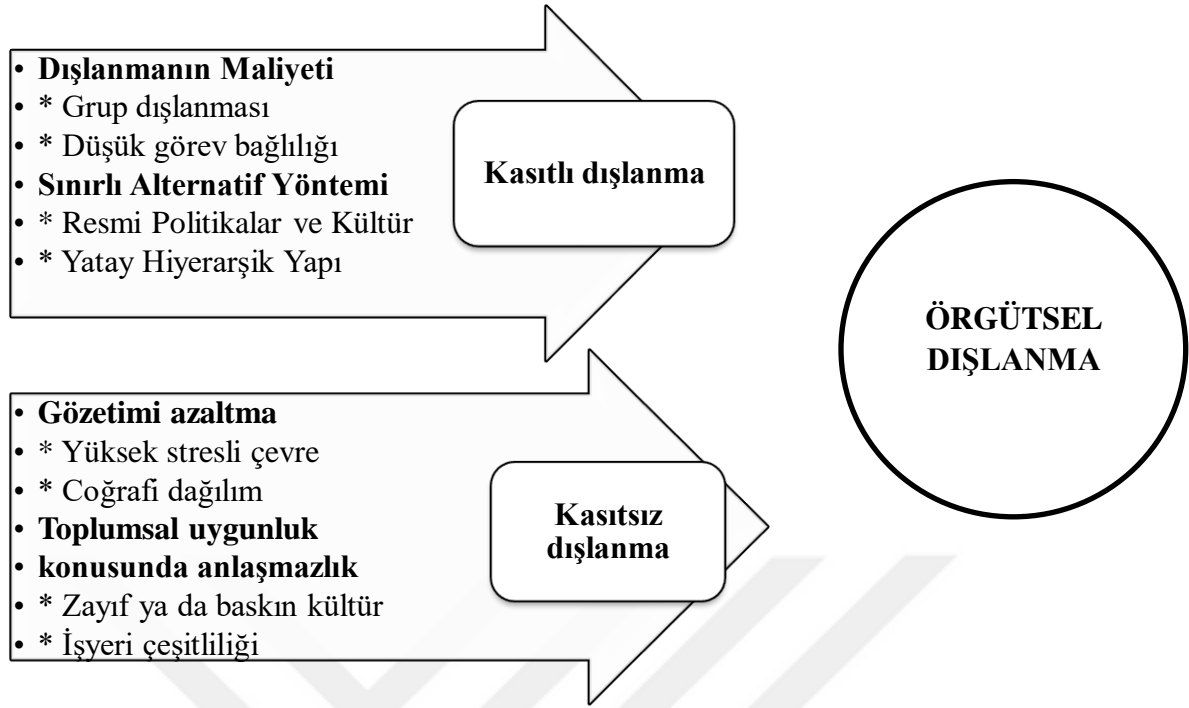 • Dışlanmanın Maliyeti
• * Grup dışlanması
• * Düşük görev bağlılığı
• Sınırlı Alternatif Yöntemi
• * Resmi Politikalar ve Kültür
• * Yatay Hiyerarşik Yapı
Kasıtlı dışlanma
• Gözetimi azaltma
• * Yüksek stresli çevre
• * Coğrafi dağılım
• Toplumsal uygunluk
• konusunda anlaşmazlık
• * Zayıf ya da baskın kültür
• * İşyeri çeşitliliği
Kasıtsız
dışlanma
ÖRGÜTSEL
DIŞLANMA